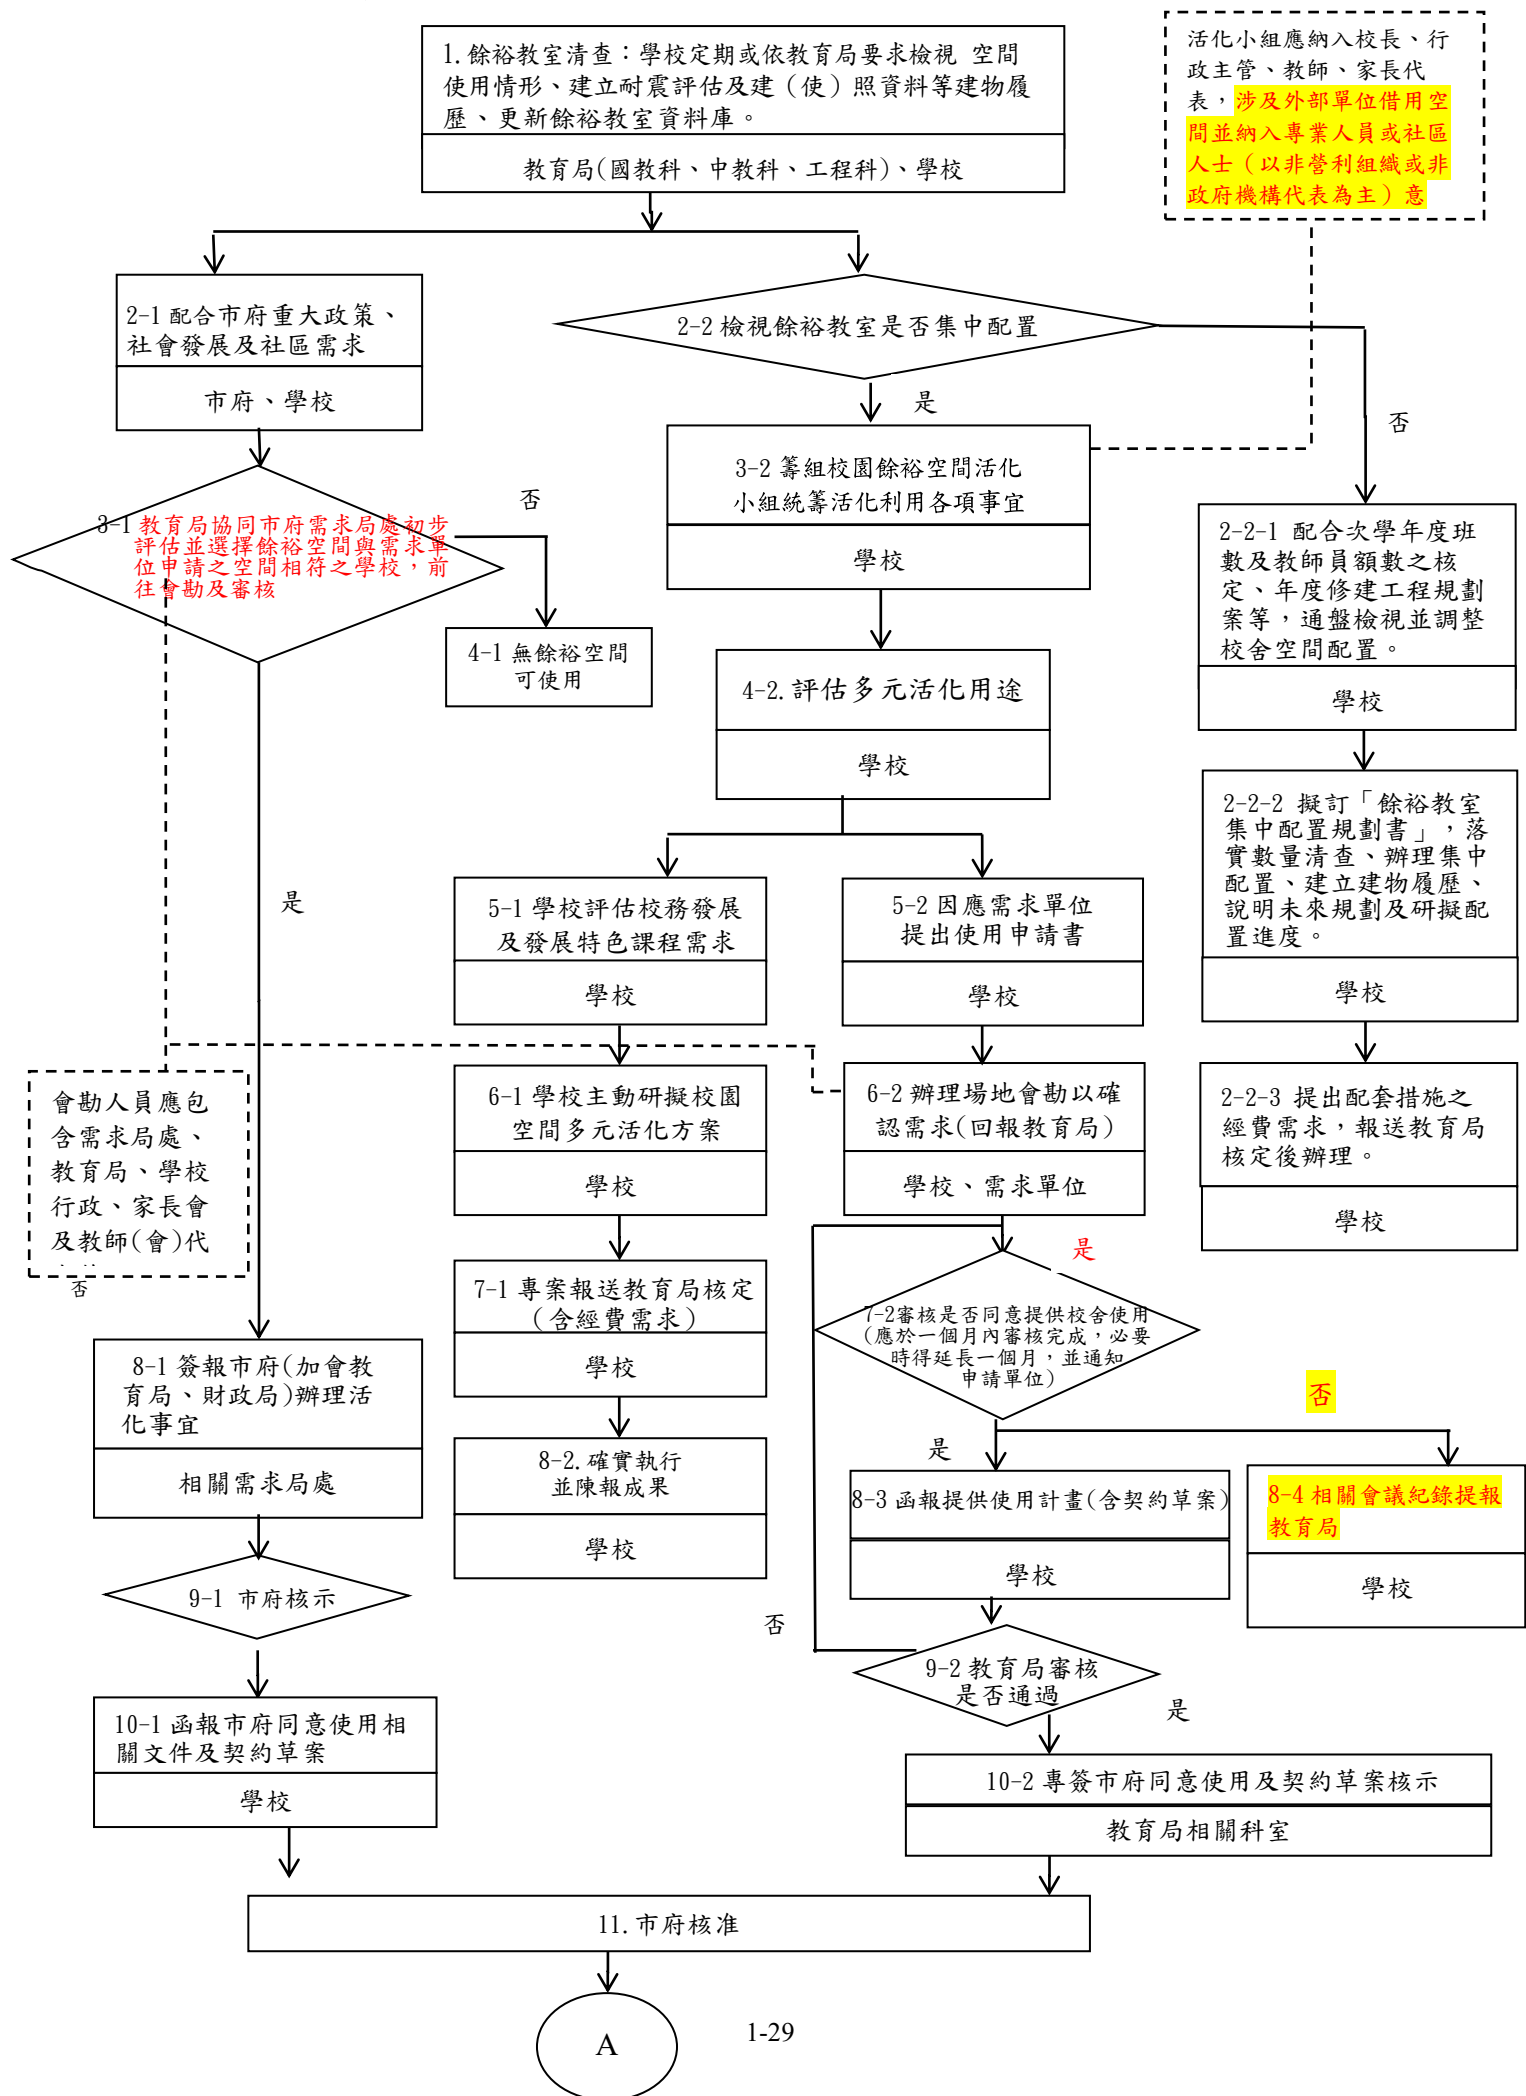 1.餘裕教室清查：學校定期或依教育局要求檢視 空間
使用情形、建立耐震評估及建（使）照資料等建物履
歷、更新餘裕教室資料庫。
教育局(國教科、中教科、工程科)、學校
活化小組應納入校長、行
政主管、教師、家長代
表，涉及外部單位借用空
間並納入專業人員或社區
人士（以非營利組織或非
政府機構代表為主）意
2-1 配合市府重大政策、
社會發展及社區需求
市府、學校
2-2 檢視餘裕教室是否集中配置
是
否
3-1 教育局協同市府需求局處初步
評估並選擇餘裕空間與需求單
位申請之空間相符之學校，前
往會勘及審核
否
4-1 無餘裕空間
可使用
3-2 籌組校園餘裕空間活化
小組統籌活化利用各項事宜
學校
2-2-1 配合次學年度班
數及教師員額數之核
定、年度修建工程規劃
案等，通盤檢視並調整
校舍空間配置。
學校
4-2.評估多元活化用途
學校
2-2-2 擬訂「餘裕教室
集中配置規劃書」，落
實數量清查、辦理集中
配置、建立建物履歷、
說明未來規劃及研擬配
置進度。
學校
是
5-1 學校評估校務發展
及發展特色課程需求
學校
5-2 因應需求單位
提出使用申請書
學校
會勘人員應包
含需求局處、
教育局、學校
行政、家長會
及教師(會)代
否
6-1 學校主動研擬校園
空間多元活化方案
學校
6-2 辦理場地會勘以確
認需求(回報教育局)
學校、需求單位
2-2-3 提出配套措施之
經費需求，報送教育局
核定後辦理。
學校
是
7-1 專案報送教育局核定
（含經費需求）
學校
7-2審核是否同意提供校舍使用
(應於一個月內審核完成，必要
時得延長一個月，並通知
申請單位)
8-1 簽報市府(加會教
育局、財政局)辦理活
化事宜
相關需求局處
否
是
8-2.確實執行
並陳報成果
學校
8-3 函報提供使用計畫(含契約草案)
學校
8-4 相關會議紀錄提報
教育局
學校
9-1 市府核示
否
9-2 教育局審核
是否通過
是
10-1 函報市府同意使用相
關文件及契約草案
學校
10-2 專簽市府同意使用及契約草案核示
教育局相關科室
11.市府核准
A
1-29